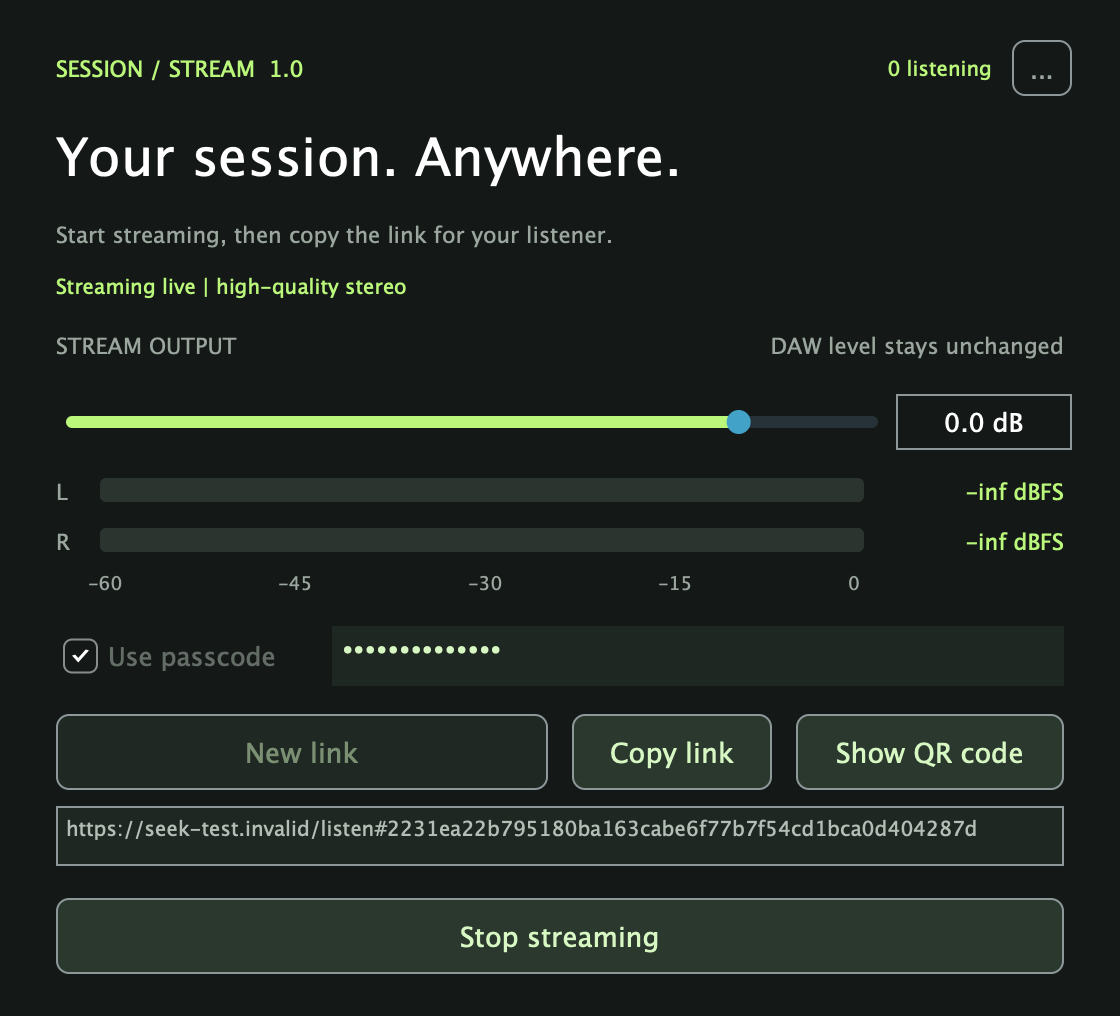 SESSION / STREAM 1.0
0 listening
...
Your session. Anywhere.
Start streaming, then copy the link for your listener.
Streaming live | high-quality stereo
STREAM OUTPUT
DAW level stays unchanged
0.0 dB
L
-inf dBFS
R
-inf dBFS
-60 -45 -30 -15 0
Use passcode
••••••••••••••
New link
Copy link
Show QR code
https://seek-test.invalid/listen#2231ea22b795180ba163cabe6f77b7f54cd1bca0d404287d
Stop streaming